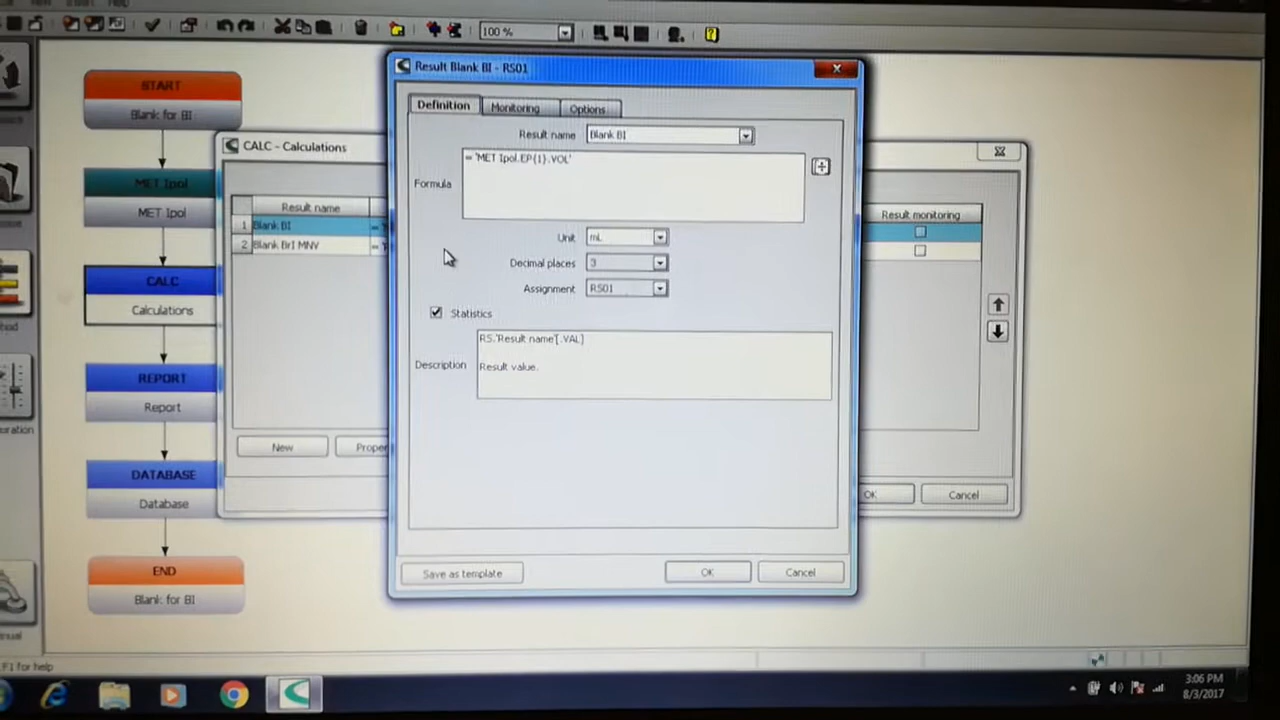 Help
100 %
START
Blank for BI
MET Ipol
MET Ipol
CALC
Calculations
REPORT
Report
DATABASE
Database
END
Blank for BI
CALC - Calculations
Result name
1 Blank BI
2 Blank BrI MNV
New
Proper
Result monitoring
OK
Cancel
Result Blank BI - RS01
Definition
Monitoring
Options
Result name
Blank BI
Formula
= 'MET Ipol.EP{1}.VOL'
Unit
mL
Decimal places
3
Assignment
RS01
Statistics
Description
RS.'Result name'[.VAL]
Result value.
Save as template
OK
Cancel
F1 for help
3:06 PM
8/3/2017